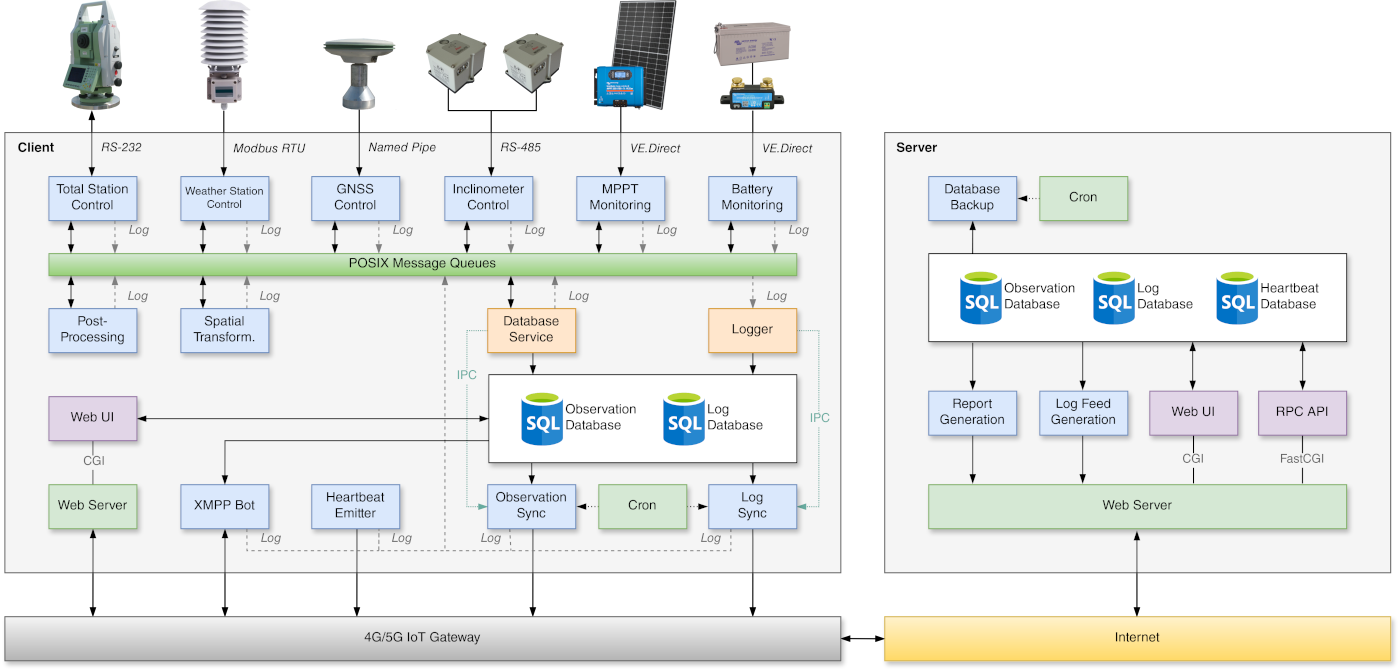 Client
RS-232
Modbus RTU
Named Pipe
RS-485
VE.Direct
VE.Direct
Total Station
Control
Weather Station
Control
GNSS
Control
Inclinometer
Control
MPPT
Monitoring
Battery
Monitoring
Log
Log
Log
Log
Log
Log
POSIX Message Queues
Log
Log
Log
Log
Post-
Processing
Spatial
Transform.
Database
Service
Logger
IPC
IPC
Observation
Database
Log
Database
SQL
SQL
Web UI
CGI
Web Server
XMPP Bot
Heartbeat
Emitter
Observation
Sync
Cron
Log
Sync
Log
Log
Log
Log
4G/5G IoT Gateway
Server
Database
Backup
Cron
SQL
Observation
Database
SQL
Log
Database
SQL
Heartbeat
Database
Report
Generation
Log Feed
Generation
Web UI
RPC API
CGI
FastCGI
Web Server
Internet